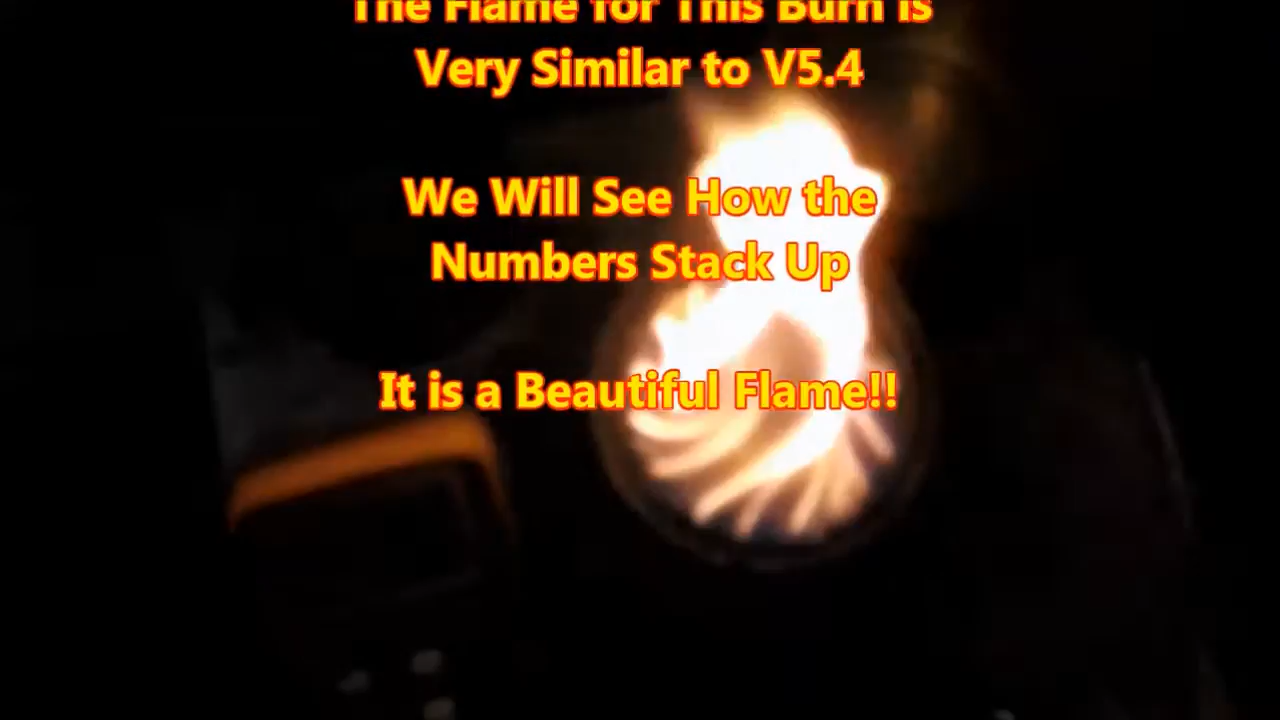 The Flame for This Burn is
Very Similar to V5.4
We Will See How the
Numbers Stack Up
It is a Beautiful Flame!!